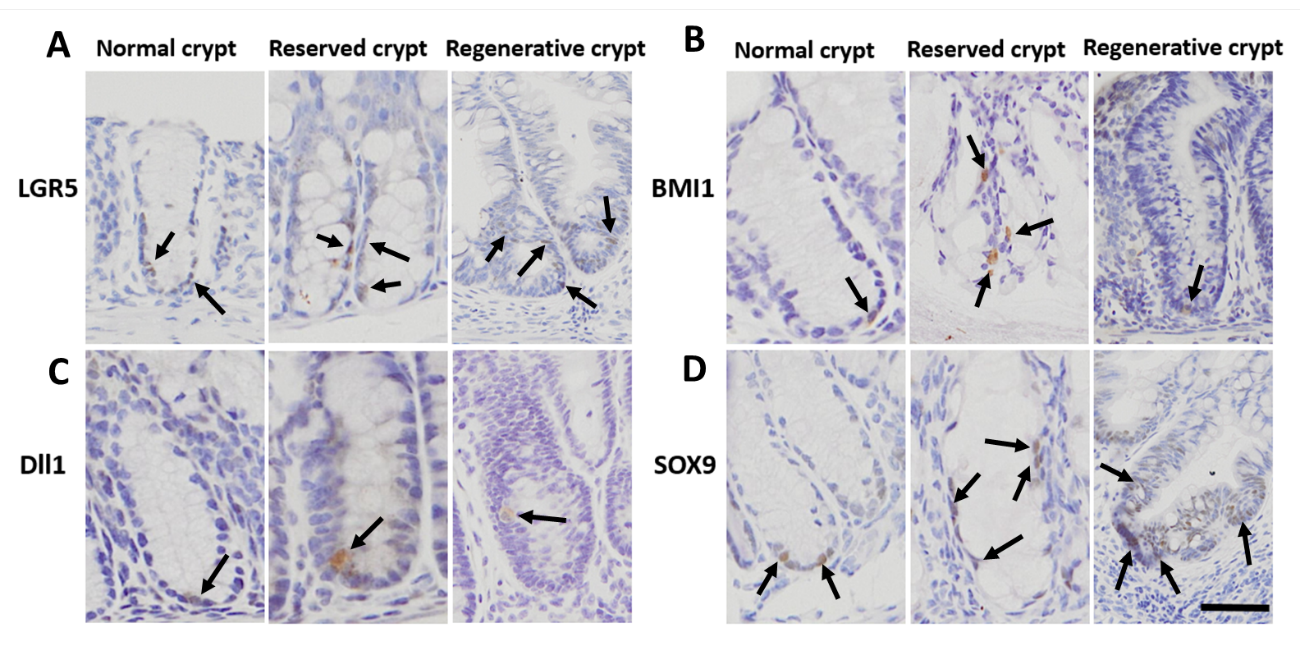 A
Normal crypt Reserved crypt Regenerative crypt
LGR5
B
Normal crypt Reserved crypt Regenerative crypt
BMI1
C
Dll1
D
SOX9